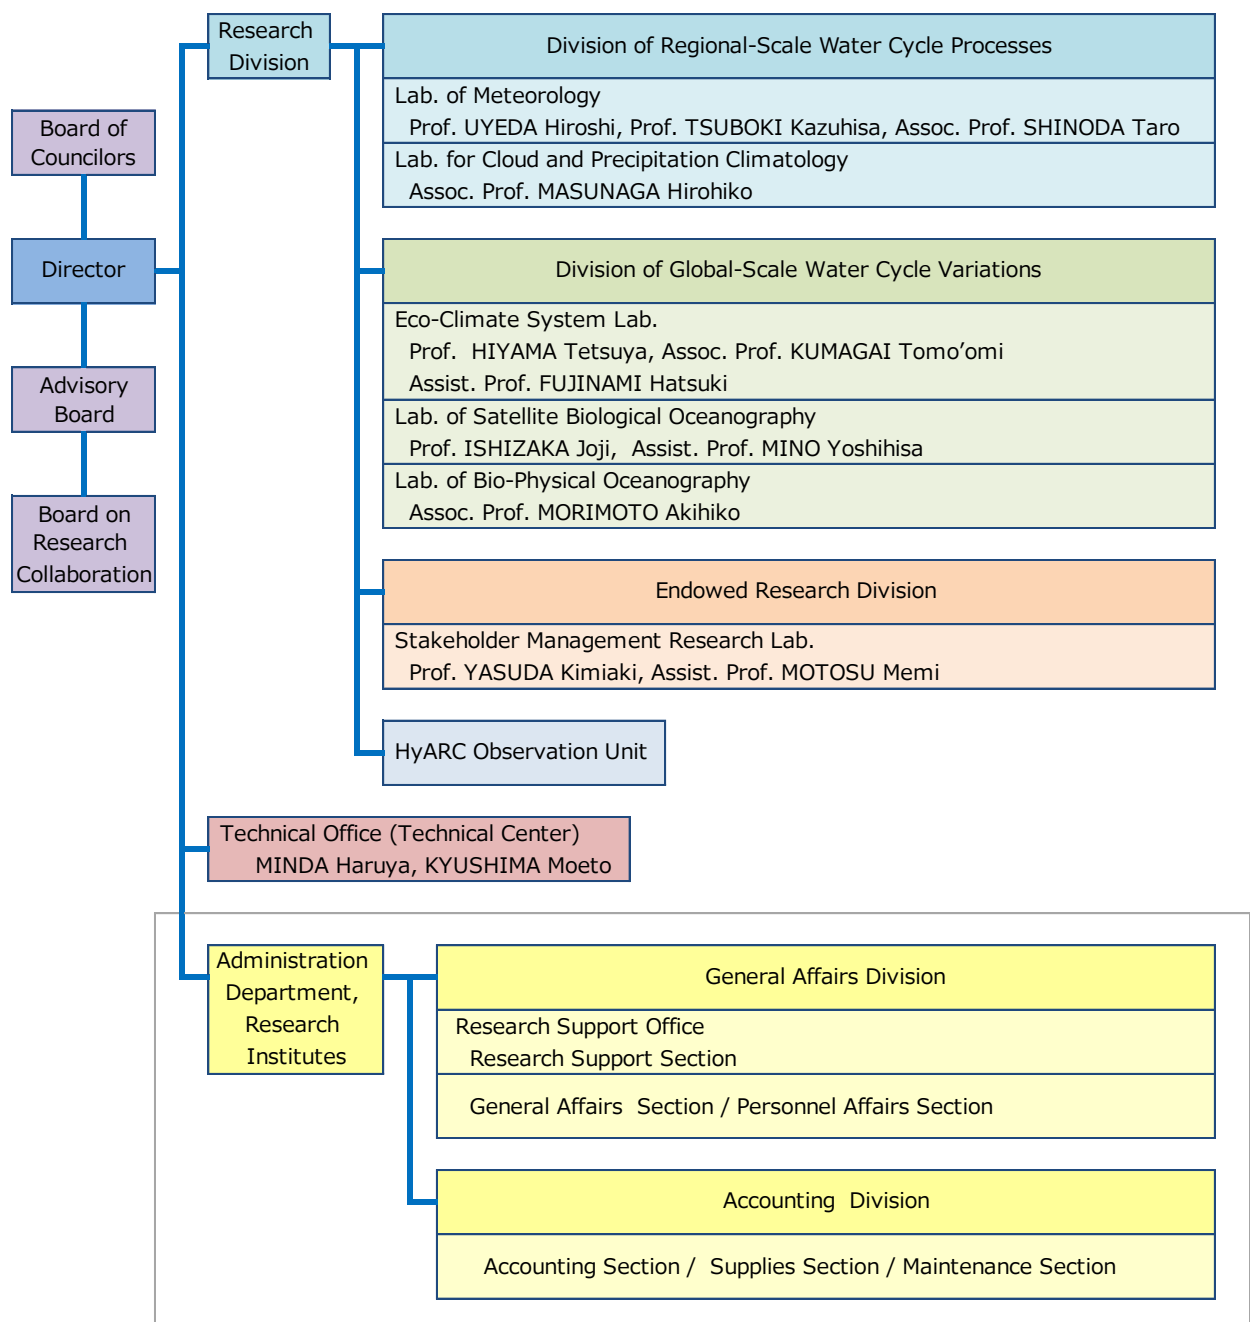 Board of
Councilors
Director
Advisory
Board
Board on
Research
Collaboration
Research
Division
Division of Regional-Scale Water Cycle Processes
Lab. of Meteorology
Prof. UYEDA Hiroshi, Prof. TSUBOKI Kazuhisa, Assoc. Prof. SHINODA Taro
Lab. for Cloud and Precipitation Climatology
Assoc. Prof. MASUNAGA Hirohiko
Division of Global-Scale Water Cycle Variations
Eco-Climate System Lab.
Prof. HIYAMA Tetsuya, Assoc. Prof. KUMAGAI Tomo’omi
Assist. Prof. FUJINAMI Hatsuki
Lab. of Satellite Biological Oceanography
Prof. ISHIZAKA Joji, Assist. Prof. MINO Yoshihisa
Lab. of Bio-Physical Oceanography
Assoc. Prof. MORIMOTO Akihiko
Endowed Research Division
Stakeholder Management Research Lab.
Prof. YASUDA Kimiaki, Assist. Prof. MOTOSU Memi
HyARC Observation Unit
Technical Office (Technical Center)
MINDA Haruya, KYUSHIMA Moeto
Administration
Department,
Research
Institutes
General Affairs Division
Research Support Office
Research Support Section
General Affairs Section / Personnel Affairs Section
Accounting Division
Accounting Section / Supplies Section / Maintenance Section